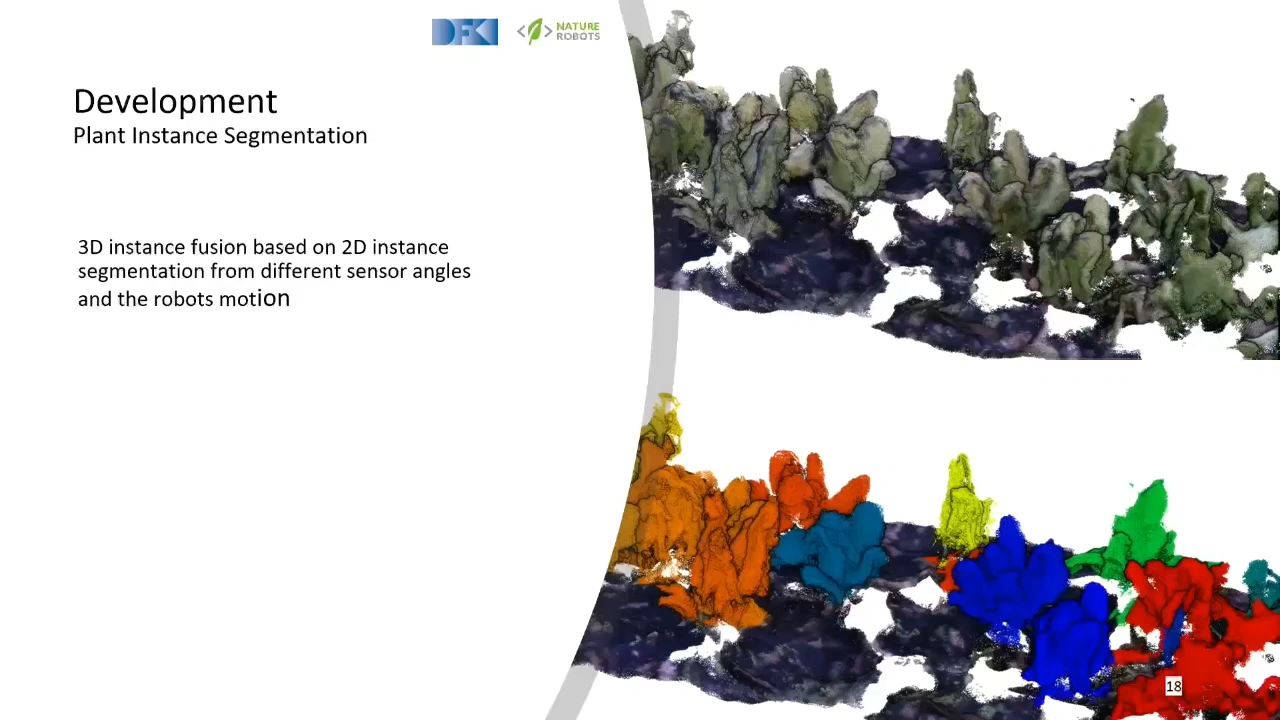 DFKI
NATURE
ROBOTS
Development
Plant Instance Segmentation
3D instance fusion based on 2D instance
segmentation from different sensor angles
and the robots motion
18